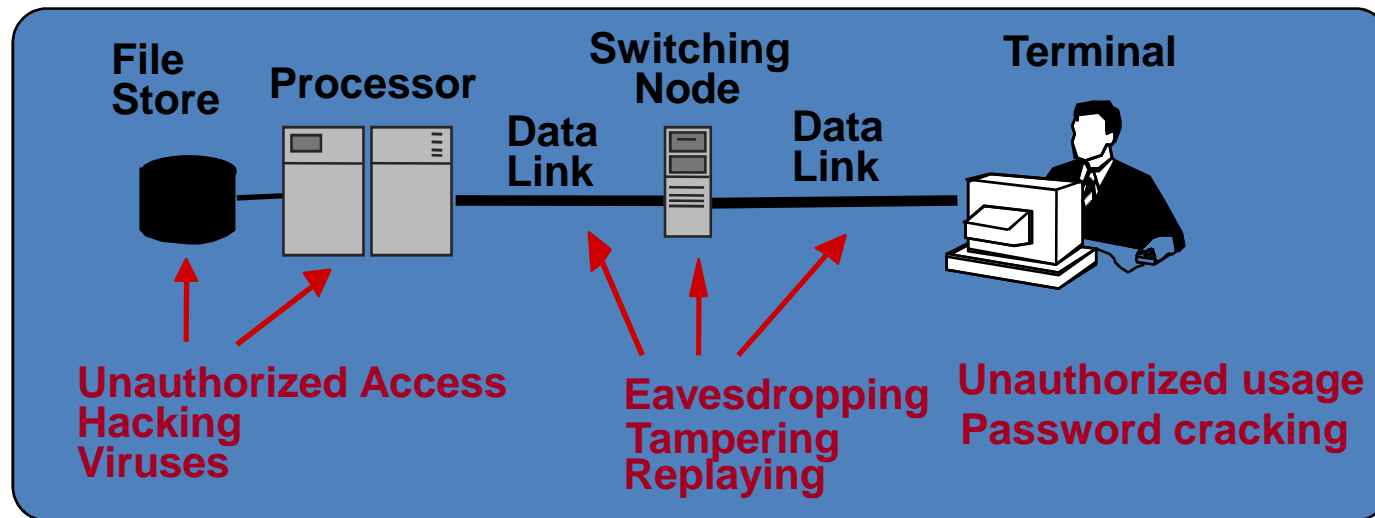 File
Store
Processor
Data
Link
Switching
Node
Data
Link
Terminal
Unauthorized Access
Hacking
Viruses
Eavesdropping
Tampering
Replaying
Unauthorized usage
Password cracking